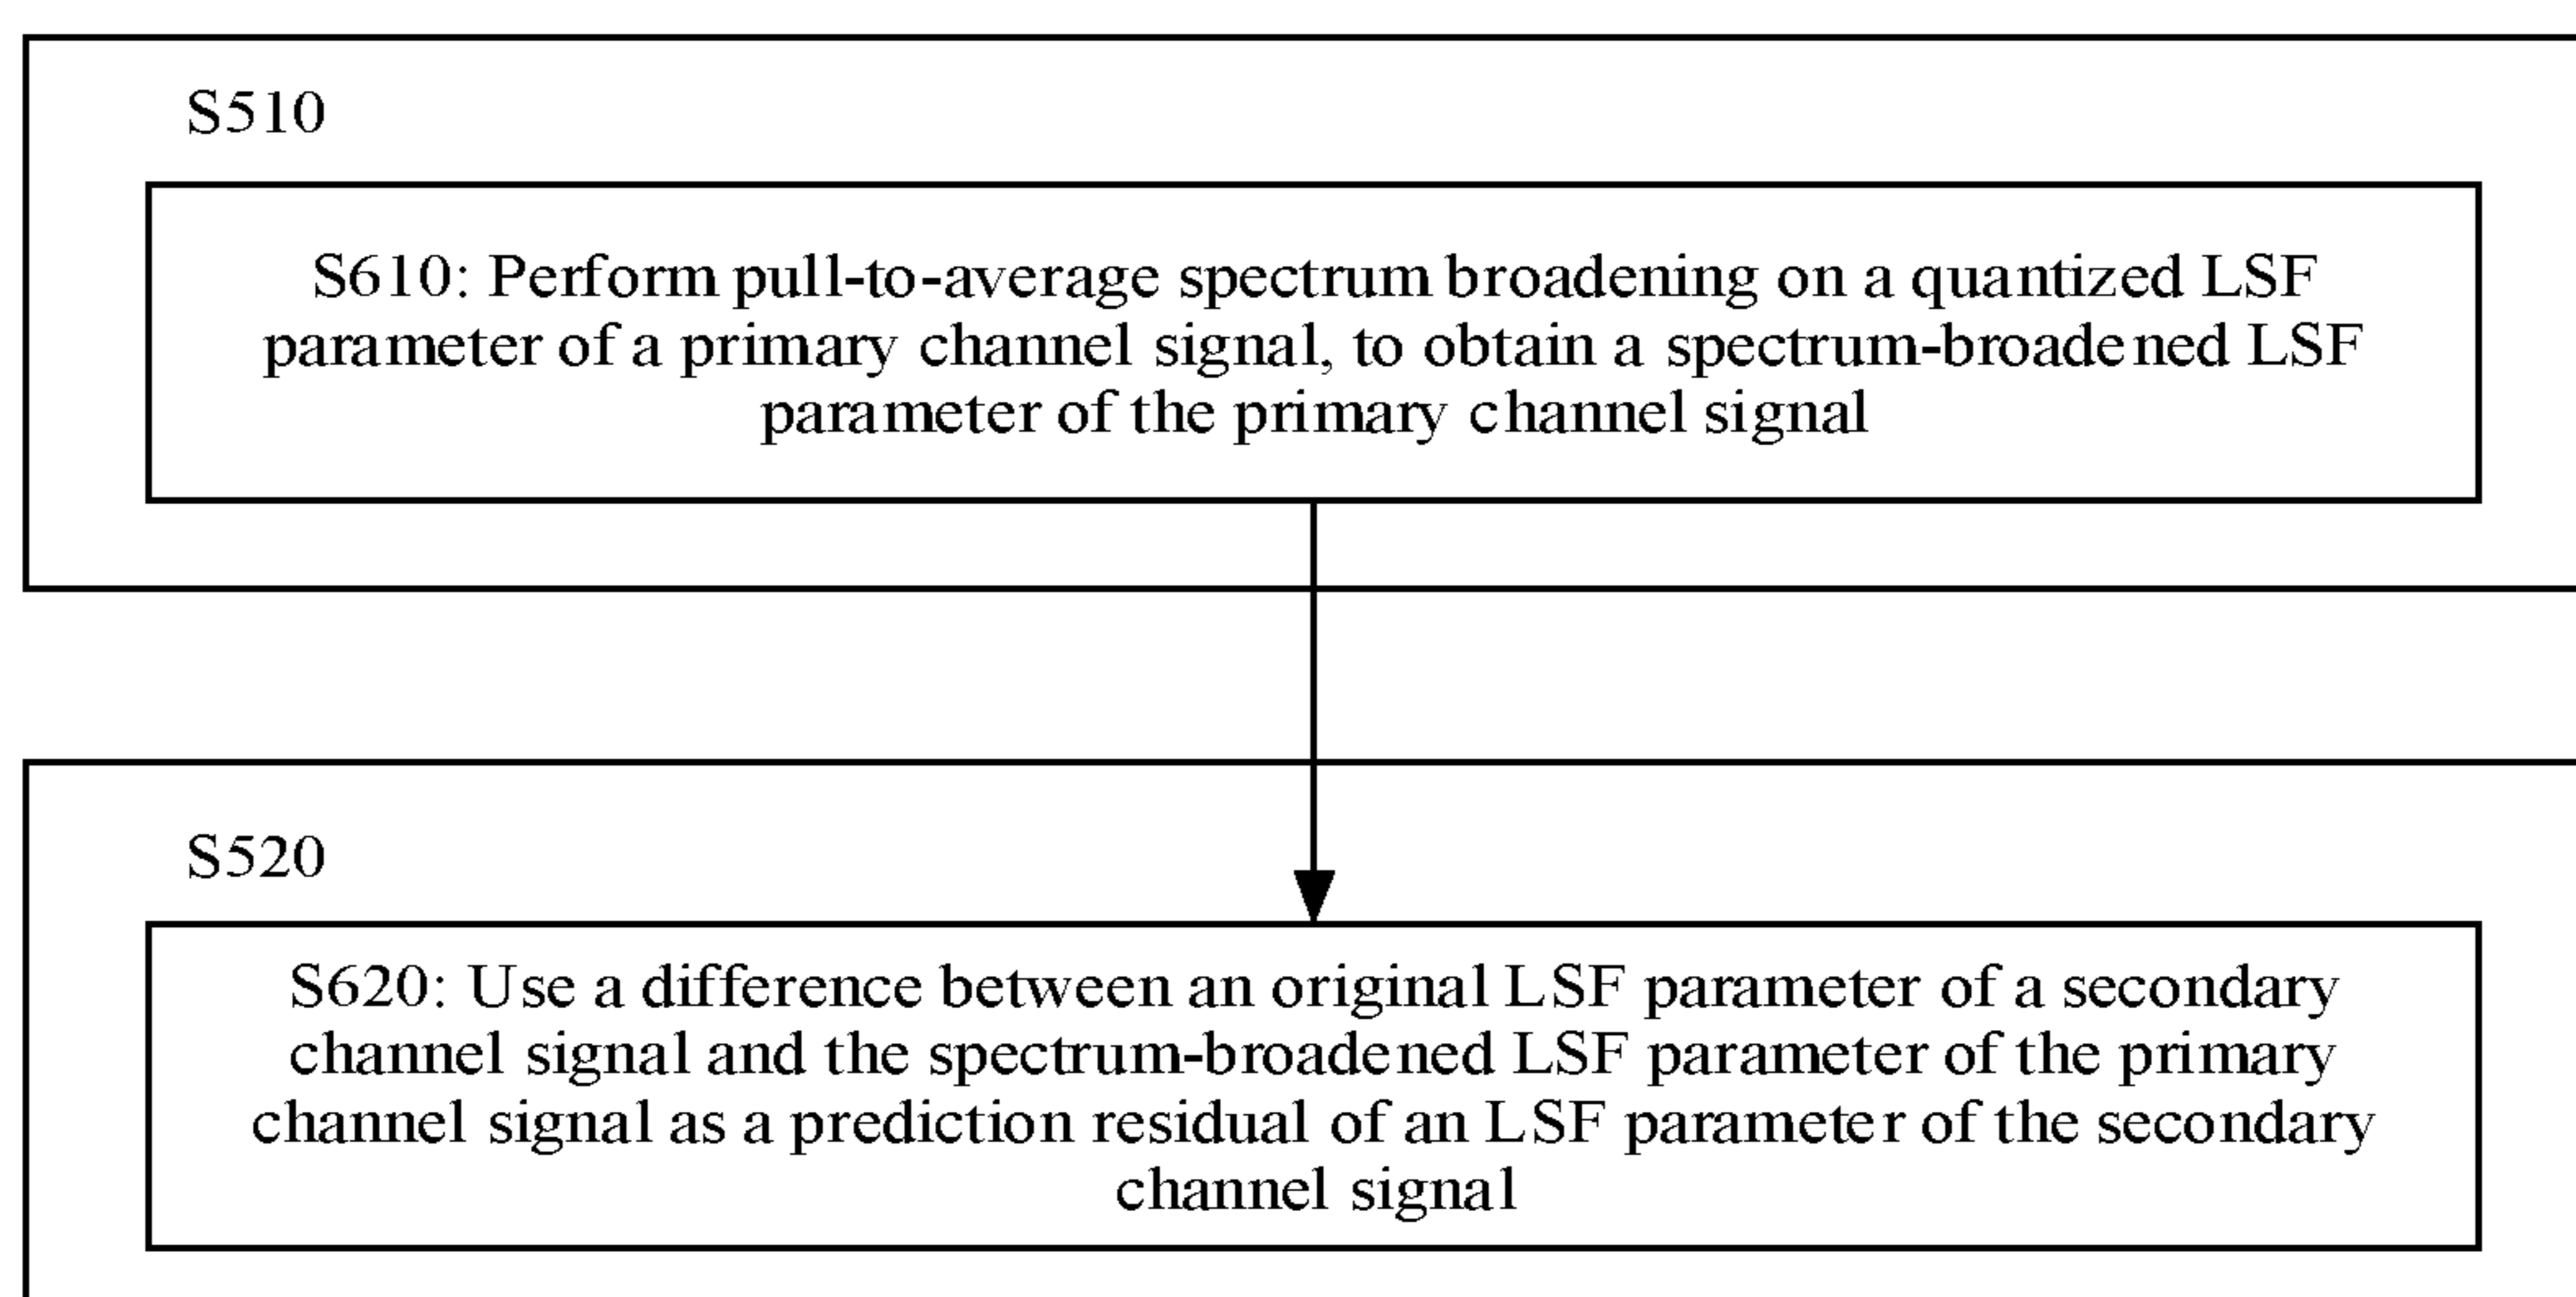 S510
S610: Perform pull-to-average spectrum broadening on a quantized LSF
parameter of a primary channel signal, to obtain a spectrum-broadened LSF
parameter of the primary channel signal
S520
S620: Use a difference between an original LSF parameter of a secondary
channel signal and the spectrum-broadened LSF parameter of the primary
channel signal as a prediction residual of an LSF parameter of the secondary
channel signal